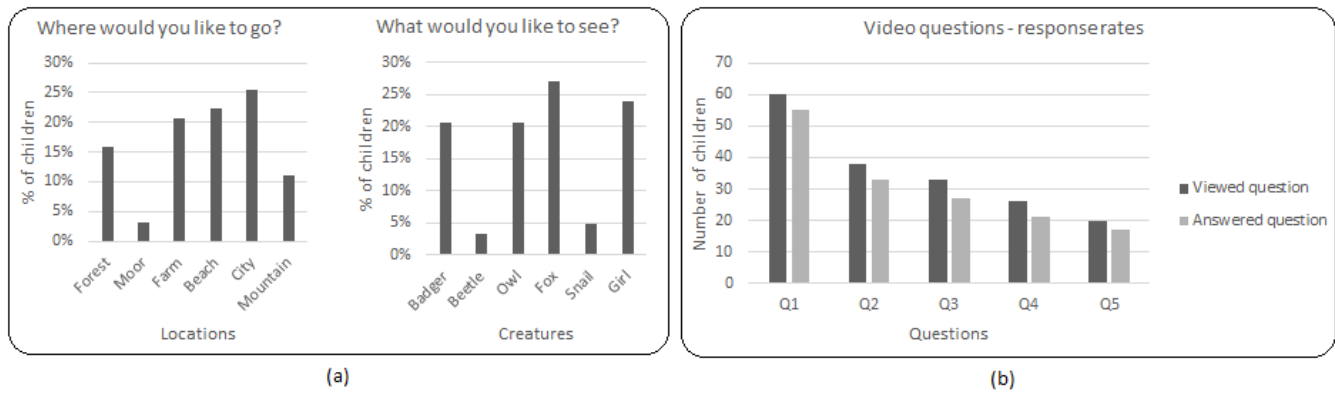 Where would you like to go?
% of children
30%
25%
20%
15%
10%
5%
0%
Forest
Moor
Farm
Beach
City
Mountain
Locations
What would you like to see?
% of children
30%
25%
20%
15%
10%
5%
0%
Badger
Beetle
Owl
Fox
Snail
Girl
Creatures
(a)
Video questions - response rates
Number of children
70
60
50
40
30
20
10
0
Q1 Q2 Q3 Q4 Q5
Questions
Viewed question
Answered question
(b)